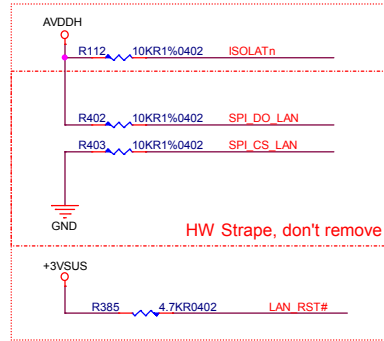 AVDDH
R112 10KR1%0402 ISOLATn
R402 10KR1%0402 SPI_DO_LAN
R403 10KR1%0402 SPI_CS_LAN
GND
HW Strape, don't remove
+3VSUS
R385 4.7KR0402 LAN_RST#